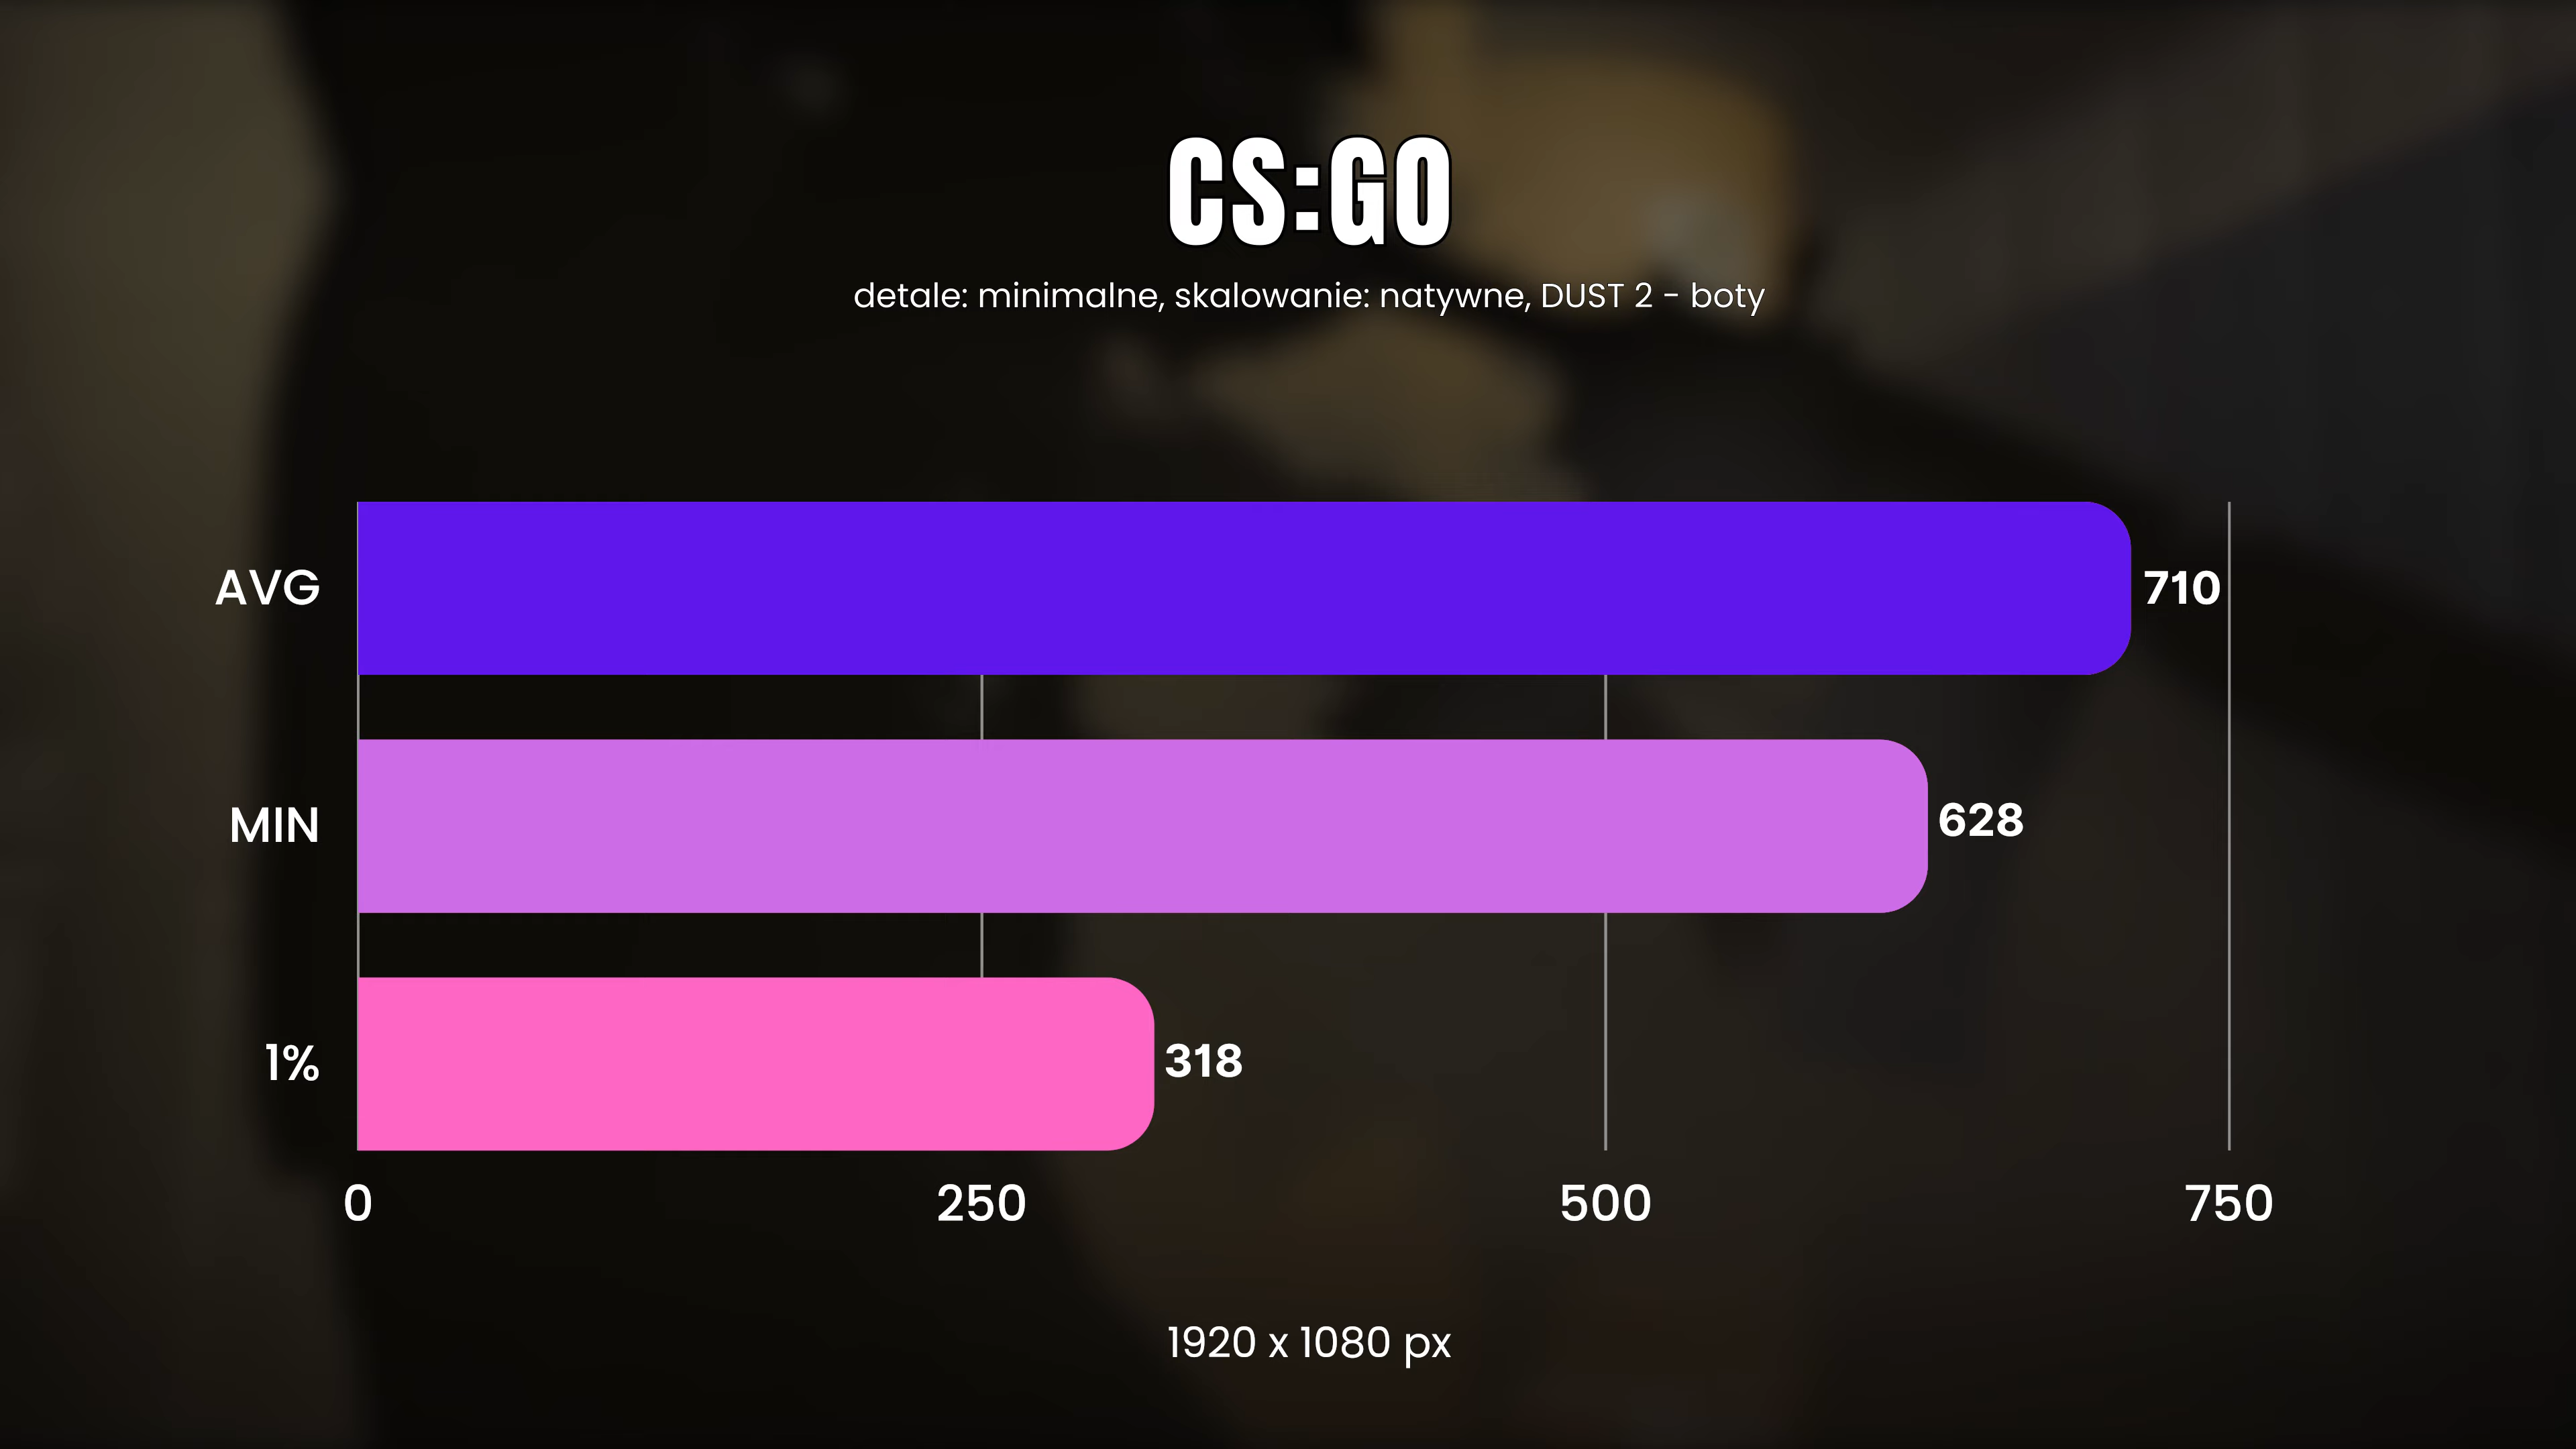 CS:GO
detale: minimalne, skalowanie: natywne, DUST 2 - boty
AVG
710
MIN
628
1%
318
0 250 500 750
1920 x 1080 px